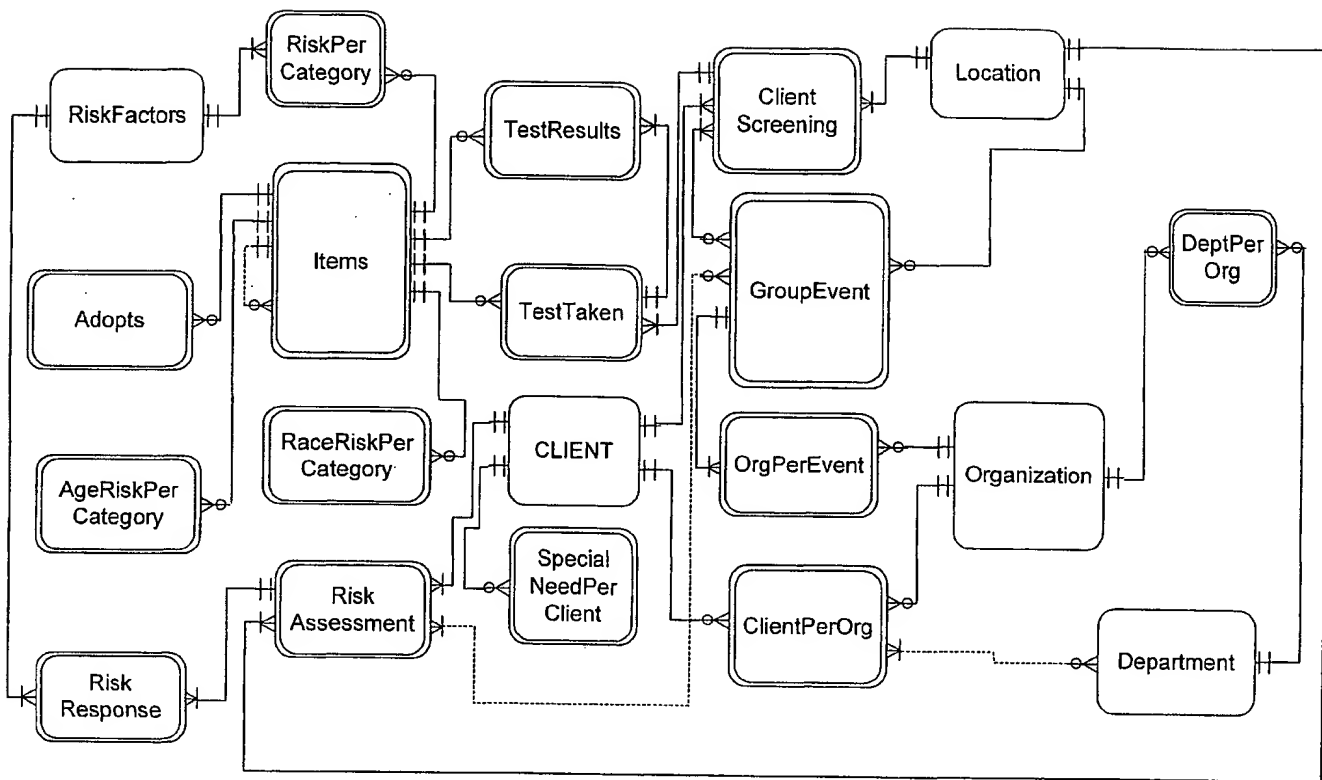 RiskPer
Category
RiskFactors
Client
Screening
Location
TestResults
Items
DeptPer
Org
GroupEvent
Adopts
TestTaken
RaceRiskPer
Category
CLIENT
OrgPerEvent
Organization
AgeRiskPer
Category
Special
NeedPer
Client
Risk
Assessment
ClientPerOrg
Department
Risk
Response